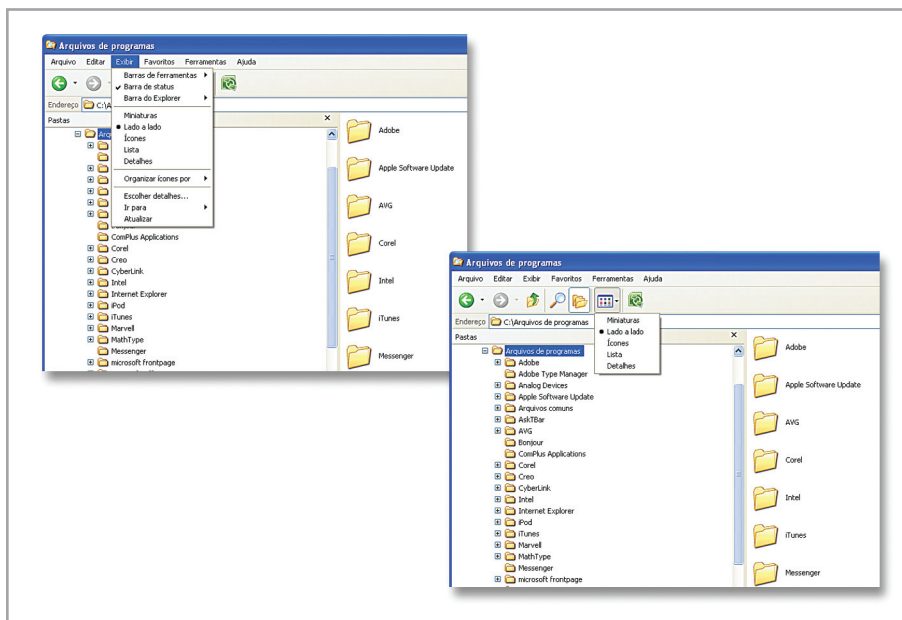 Arquivos de programas
Arquivo Editar Exibir Favoritos Ferramentas Ajuda
Barras de ferramentas
Barra de status
Barra do Explorer
Endereço C:\A
Pastas
Miniaturas
Lado a lado
Ícones
Lista
Detalhes
Organizar ícones por
Escolher detalhes...
Ir para
Atualizar
ComPlus Applications
Corel
Creo
CyberLink
Intel
Internet Explorer
iPod
iTunes
Marvell
MathType
Messenger
microsoft frontpage
Adobe
Apple Software Update
AVG
Corel
Intel
iTunes
Messenger
Arquivos de programas
Arquivo Editar Exibir Favoritos Ferramentas Ajuda
Endereço C:\Arquivos de programas
Miniaturas
Lado a lado
Ícones
Lista
Detalhes
Pastas
Arquivos de programas
Adobe
Adobe Type Manager
Analog Devices
Apple Software Update
Arquivos comuns
AskTBar
AVG
Bonjour
ComPlus Applications
Corel
Creo
CyberLink
Intel
Internet Explorer
iPod
iTunes
Marvell
MathType
Messenger
microsoft frontpage
Adobe
Apple Software Update
AVG
Corel
Intel
iTunes
Messenger